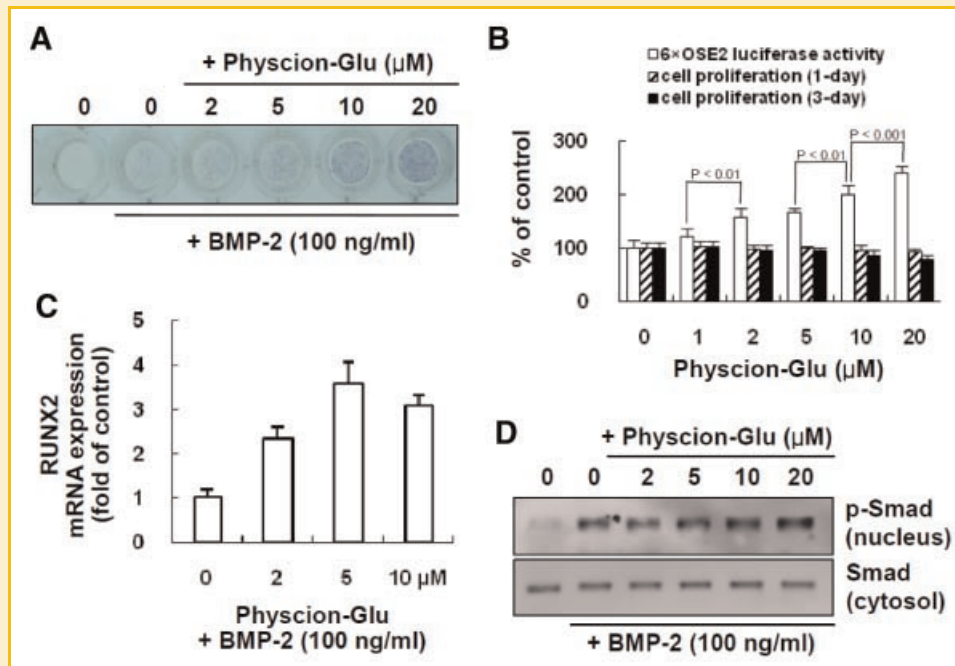 A
+ Physcion-Glu (μM)
0 0 2 5 10 20
+ BMP-2 (100 ng/ml)
B
6×OSE2 luciferase activity
cell proliferation (1-day)
cell proliferation (3-day)
% of control
300
200
100
0
P < 0.01
P < 0.01
P < 0.001
0 1 2 5 10 20
Physcion-Glu (μM)
C
RUNX2
mRNA expression
(fold of control)
5
4
3
2
1
0
0 2 5 10 μM
Physcion-Glu
+ BMP-2 (100 ng/ml)
D
+ Physcion-Glu (μM)
0 0 2 5 10 20
p-Smad
(nucleus)
Smad
(cytosol)
+ BMP-2 (100 ng/ml)